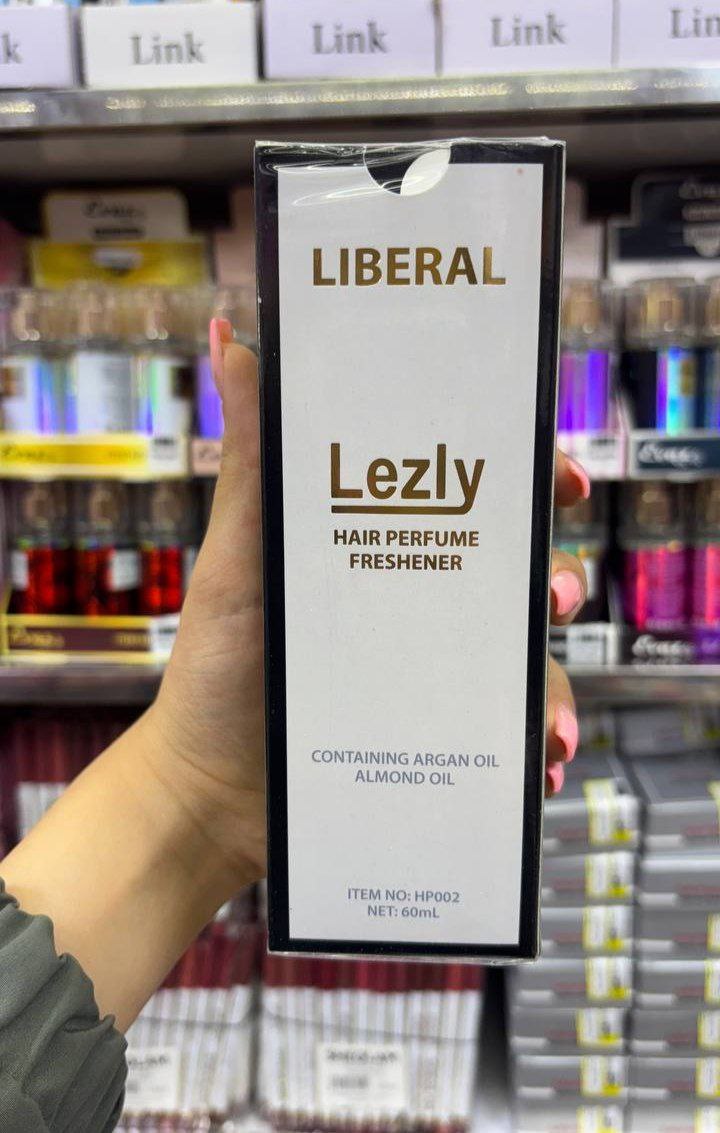 Link
Link
Link
LIBERAL
Lezly
HAIR PERFUME
FRESHENER
CONTAINING ARGAN OIL
ALMOND OIL
ITEM NO: HP002
NET: 60mL